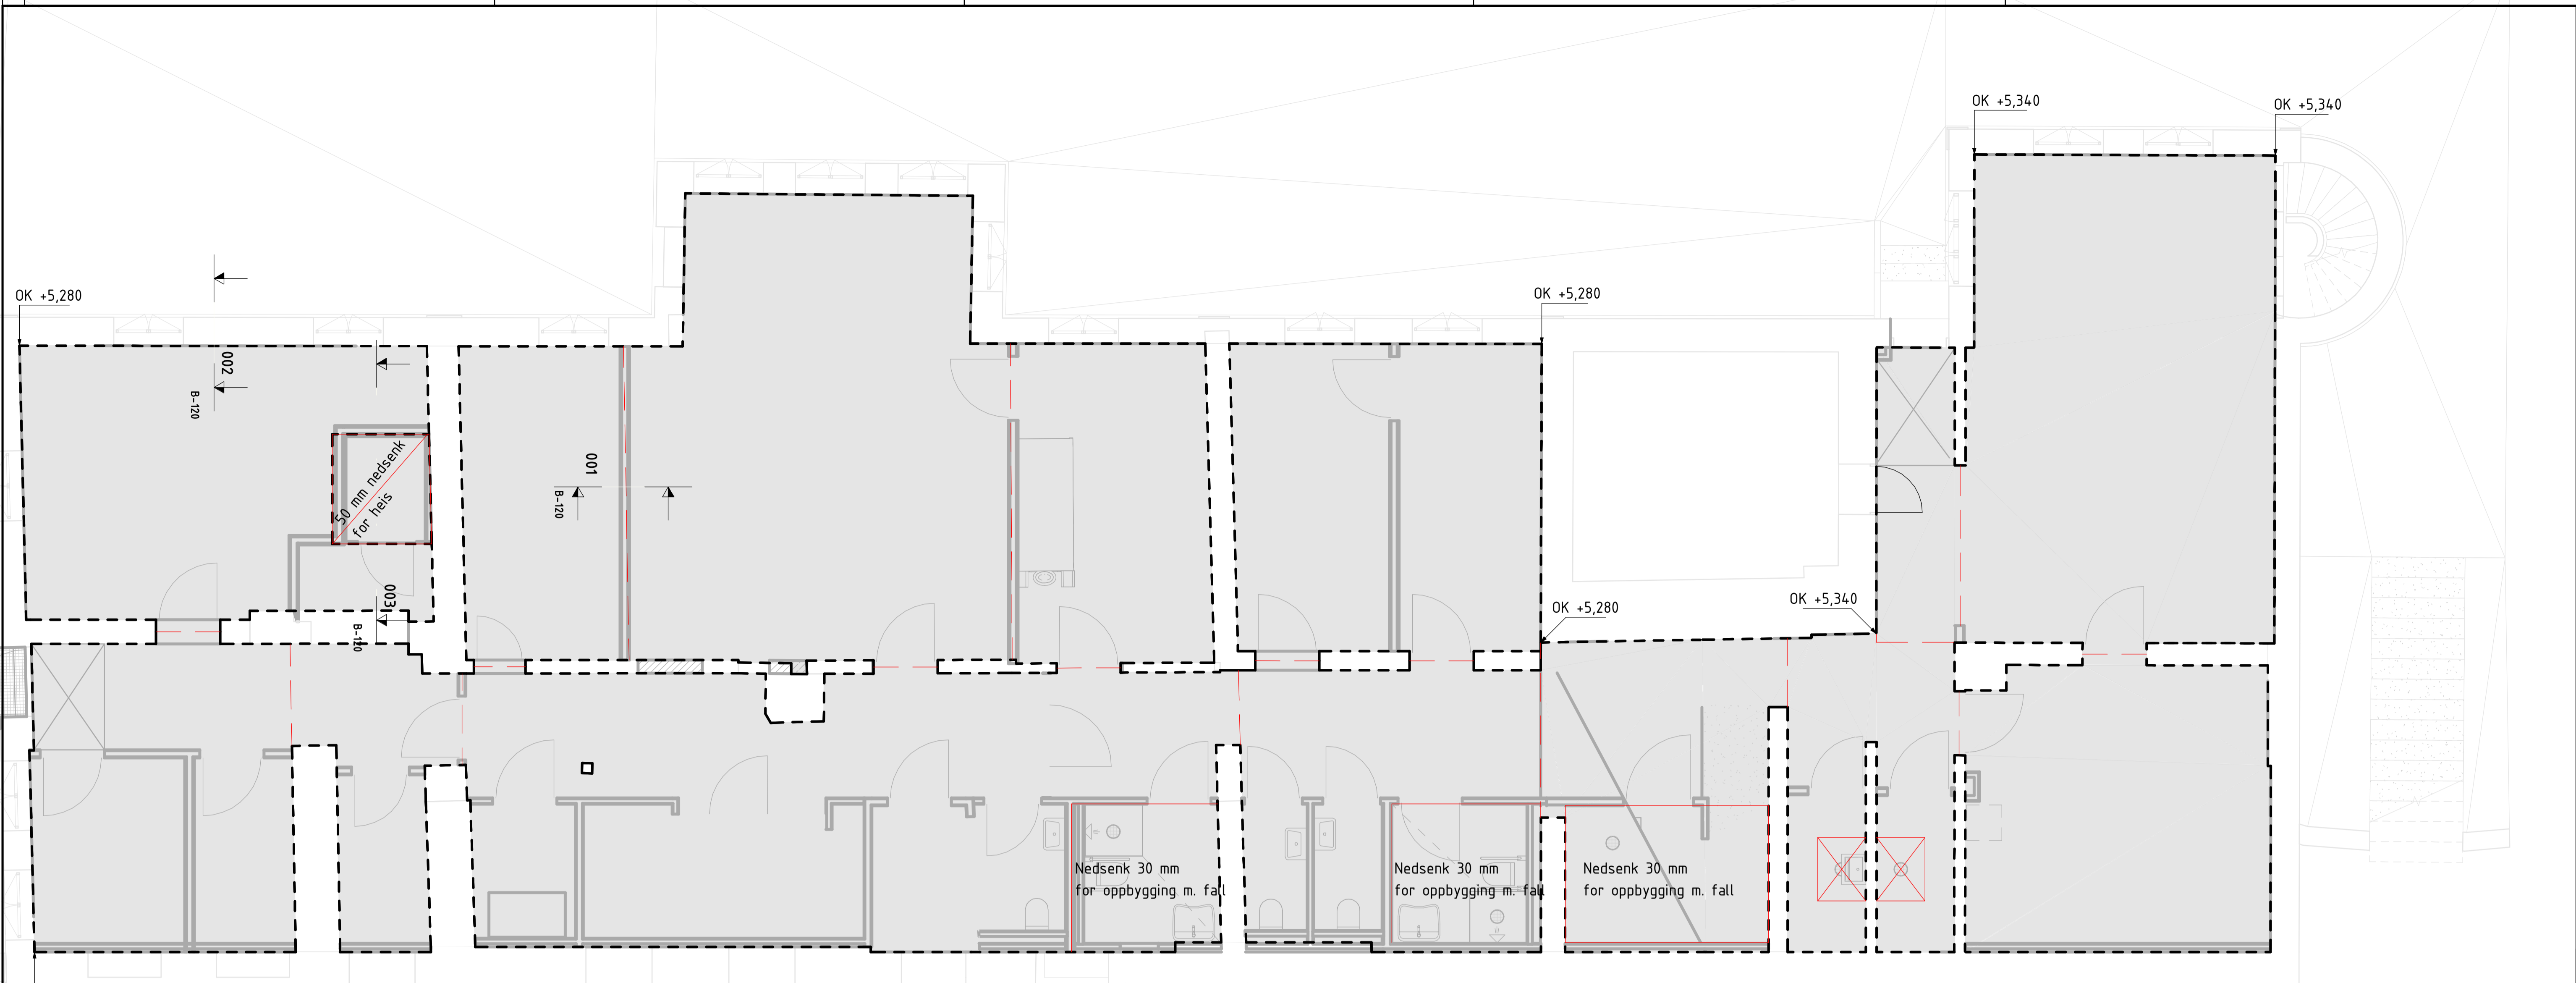 OK +5,340
OK +5,340
OK +5,280
OK +5,280
002
B-120
50 mm nedsenk
for heis
001
B-120
003
B-120
OK +5,280
OK +5,340
Nedsenk 30 mm
for oppbygging m. fall
Nedsenk 30 mm
for oppbygging m. fall
Nedsenk 30 mm
for oppbygging m. fall